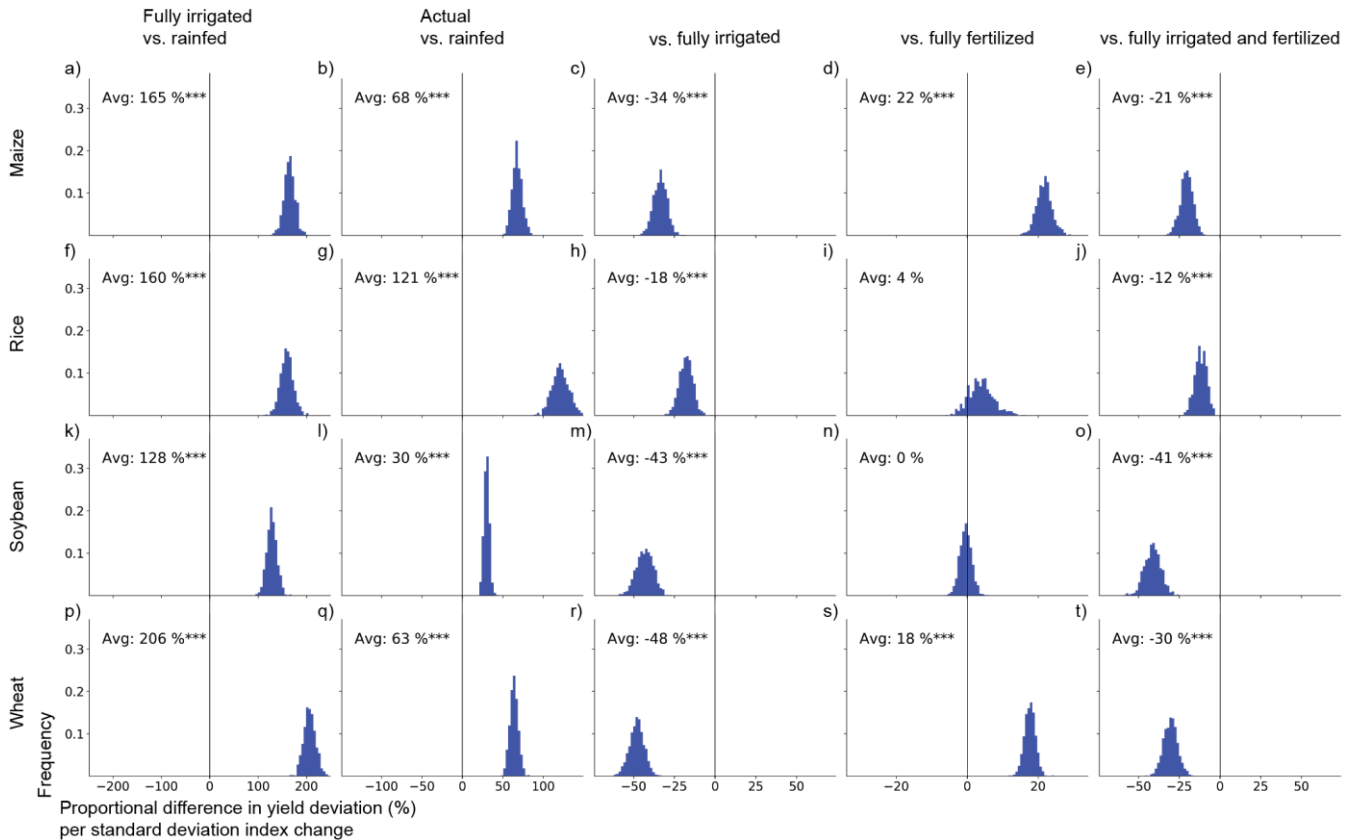 Fully irrigated
vs. rainfed
Actual
vs. rainfed
vs. fully irrigated
vs. fully fertilized
vs. fully irrigated and fertilized
a) b) c) d) e)
Maize
0.3
0.2
0.1
Avg: 165 %***
Avg: 68 %***
Avg: -34 %***
Avg: 22 %***
Avg: -21 %***
f) g) h) i) j)
Rice
0.3
0.2
0.1
Avg: 160 %***
Avg: 121 %***
Avg: -18 %***
Avg: 4 %
Avg: -12 %***
k) l) m) n) o)
Soybean
0.3
0.2
0.1
Avg: 128 %***
Avg: 30 %***
Avg: -43 %***
Avg: 0 %
Avg: -41 %***
p) q) r) s) t)
Wheat
0.3
0.2
0.1
Avg: 206 %***
Avg: 63 %***
Avg: -48 %***
Avg: 18 %***
Avg: -30 %***
Frequency
−200 −100 0 100 200
−100 −50 0 50 100
−50 −25 0 25 50
−20 0 20
−50 −25 0 25 50
Proportional difference in yield deviation (%)
per standard deviation index change